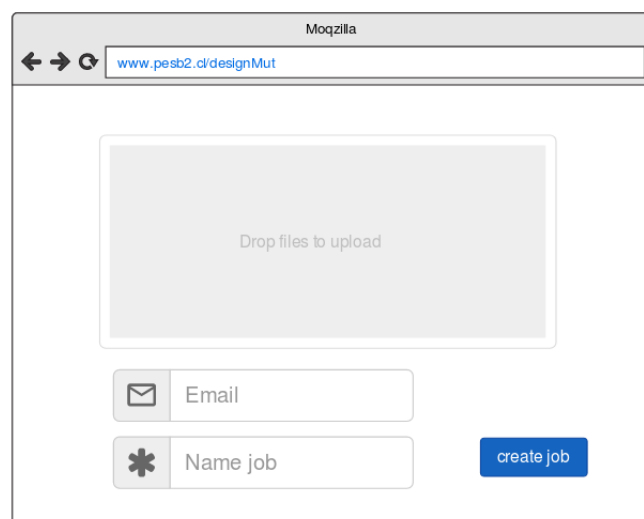 Moqzilla
www.pesb2.cl/designMut
Drop files to upload
Email
Name job
create job